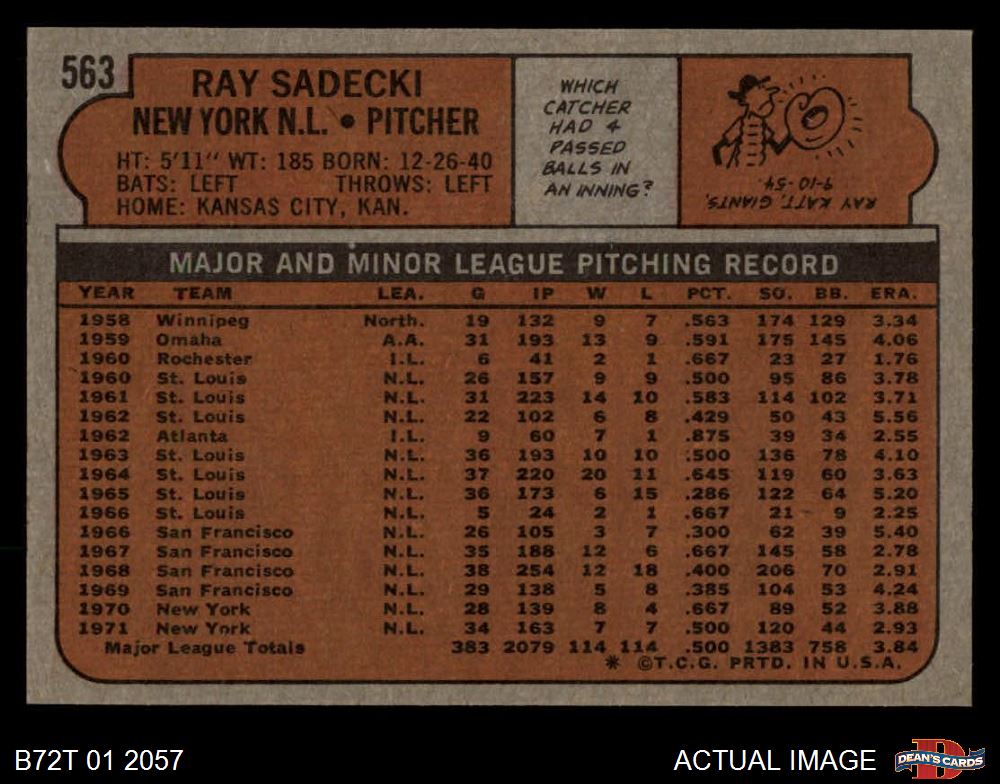 563
RAY SADECKI
NEW YORK N.L. • PITCHER
HT: 5'11" WT: 185 BORN: 12-26-40
BATS: LEFT THROWS: LEFT
HOME: KANSAS CITY, KAN.
WHICH
CATCHER
HAD 4
PASSED
BALLS IN
AN INNING?
RAY KATT, GIANTS,
9-10-54.
MAJOR AND MINOR LEAGUE PITCHING RECORD
YEAR TEAM LEA. G IP W L PCT. SO. BB. ERA.
1958 Winnipeg North. 19 132 9 7 .563 174 129 3.34
1959 Omaha A.A. 31 193 13 9 .591 175 145 4.06
1960 Rochester I.L. 6 41 2 1 .667 23 27 1.76
1960 St. Louis N.L. 26 157 9 9 .500 95 86 3.78
1961 St. Louis N.L. 31 223 14 10 .583 114 102 3.71
1962 St. Louis N.L. 22 102 6 8 .429 50 43 5.56
1962 Atlanta I.L. 9 60 7 1 .875 39 34 2.55
1963 St. Louis N.L. 36 193 10 10 .500 136 78 4.10
1964 St. Louis N.L. 37 220 20 11 .645 119 60 3.63
1965 St. Louis N.L. 36 173 6 15 .286 122 64 5.20
1966 St. Louis N.L. 5 24 2 1 .667 21 9 2.25
1966 San Francisco N.L. 26 105 3 7 .300 62 39 5.40
1967 San Francisco N.L. 35 188 12 6 .667 145 58 2.78
1968 San Francisco N.L. 38 254 12 18 .400 206 70 2.91
1969 San Francisco N.L. 29 138 5 8 .385 104 53 4.24
1970 New York N.L. 28 139 8 4 .667 89 52 3.88
1971 New York N.L. 34 163 7 7 .500 120 44 2.93
Major League Totals 383 2079 114 114 .500 1383 758 3.84
* ©T.C.G. PRTD. IN U.S.A.
B72T 01 2057
ACTUAL IMAGE
D
DEAN'S CARDS